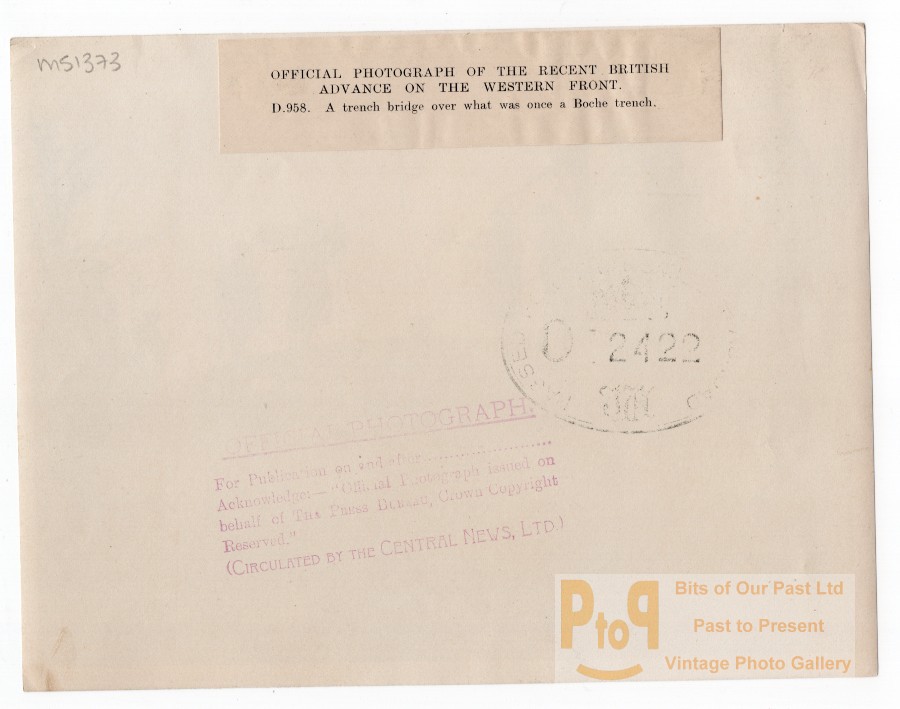 ms1373
OFFICIAL PHOTOGRAPH OF THE RECENT BRITISH
ADVANCE ON THE WESTERN FRONT.
D.958. A trench bridge over what was once a Boche trench.
D 2422
OFFICIAL PHOTOGRAPH.
For Publication on and after....................
Acknowledge:— "Official Photograph issued on
behalf of THE PRESS BUREAU, Crown Copyright
Reserved."
(CIRCULATED BY THE CENTRAL NEWS, LTD.)
PtoP
Bits of Our Past Ltd
Past to Present
Vintage Photo Gallery